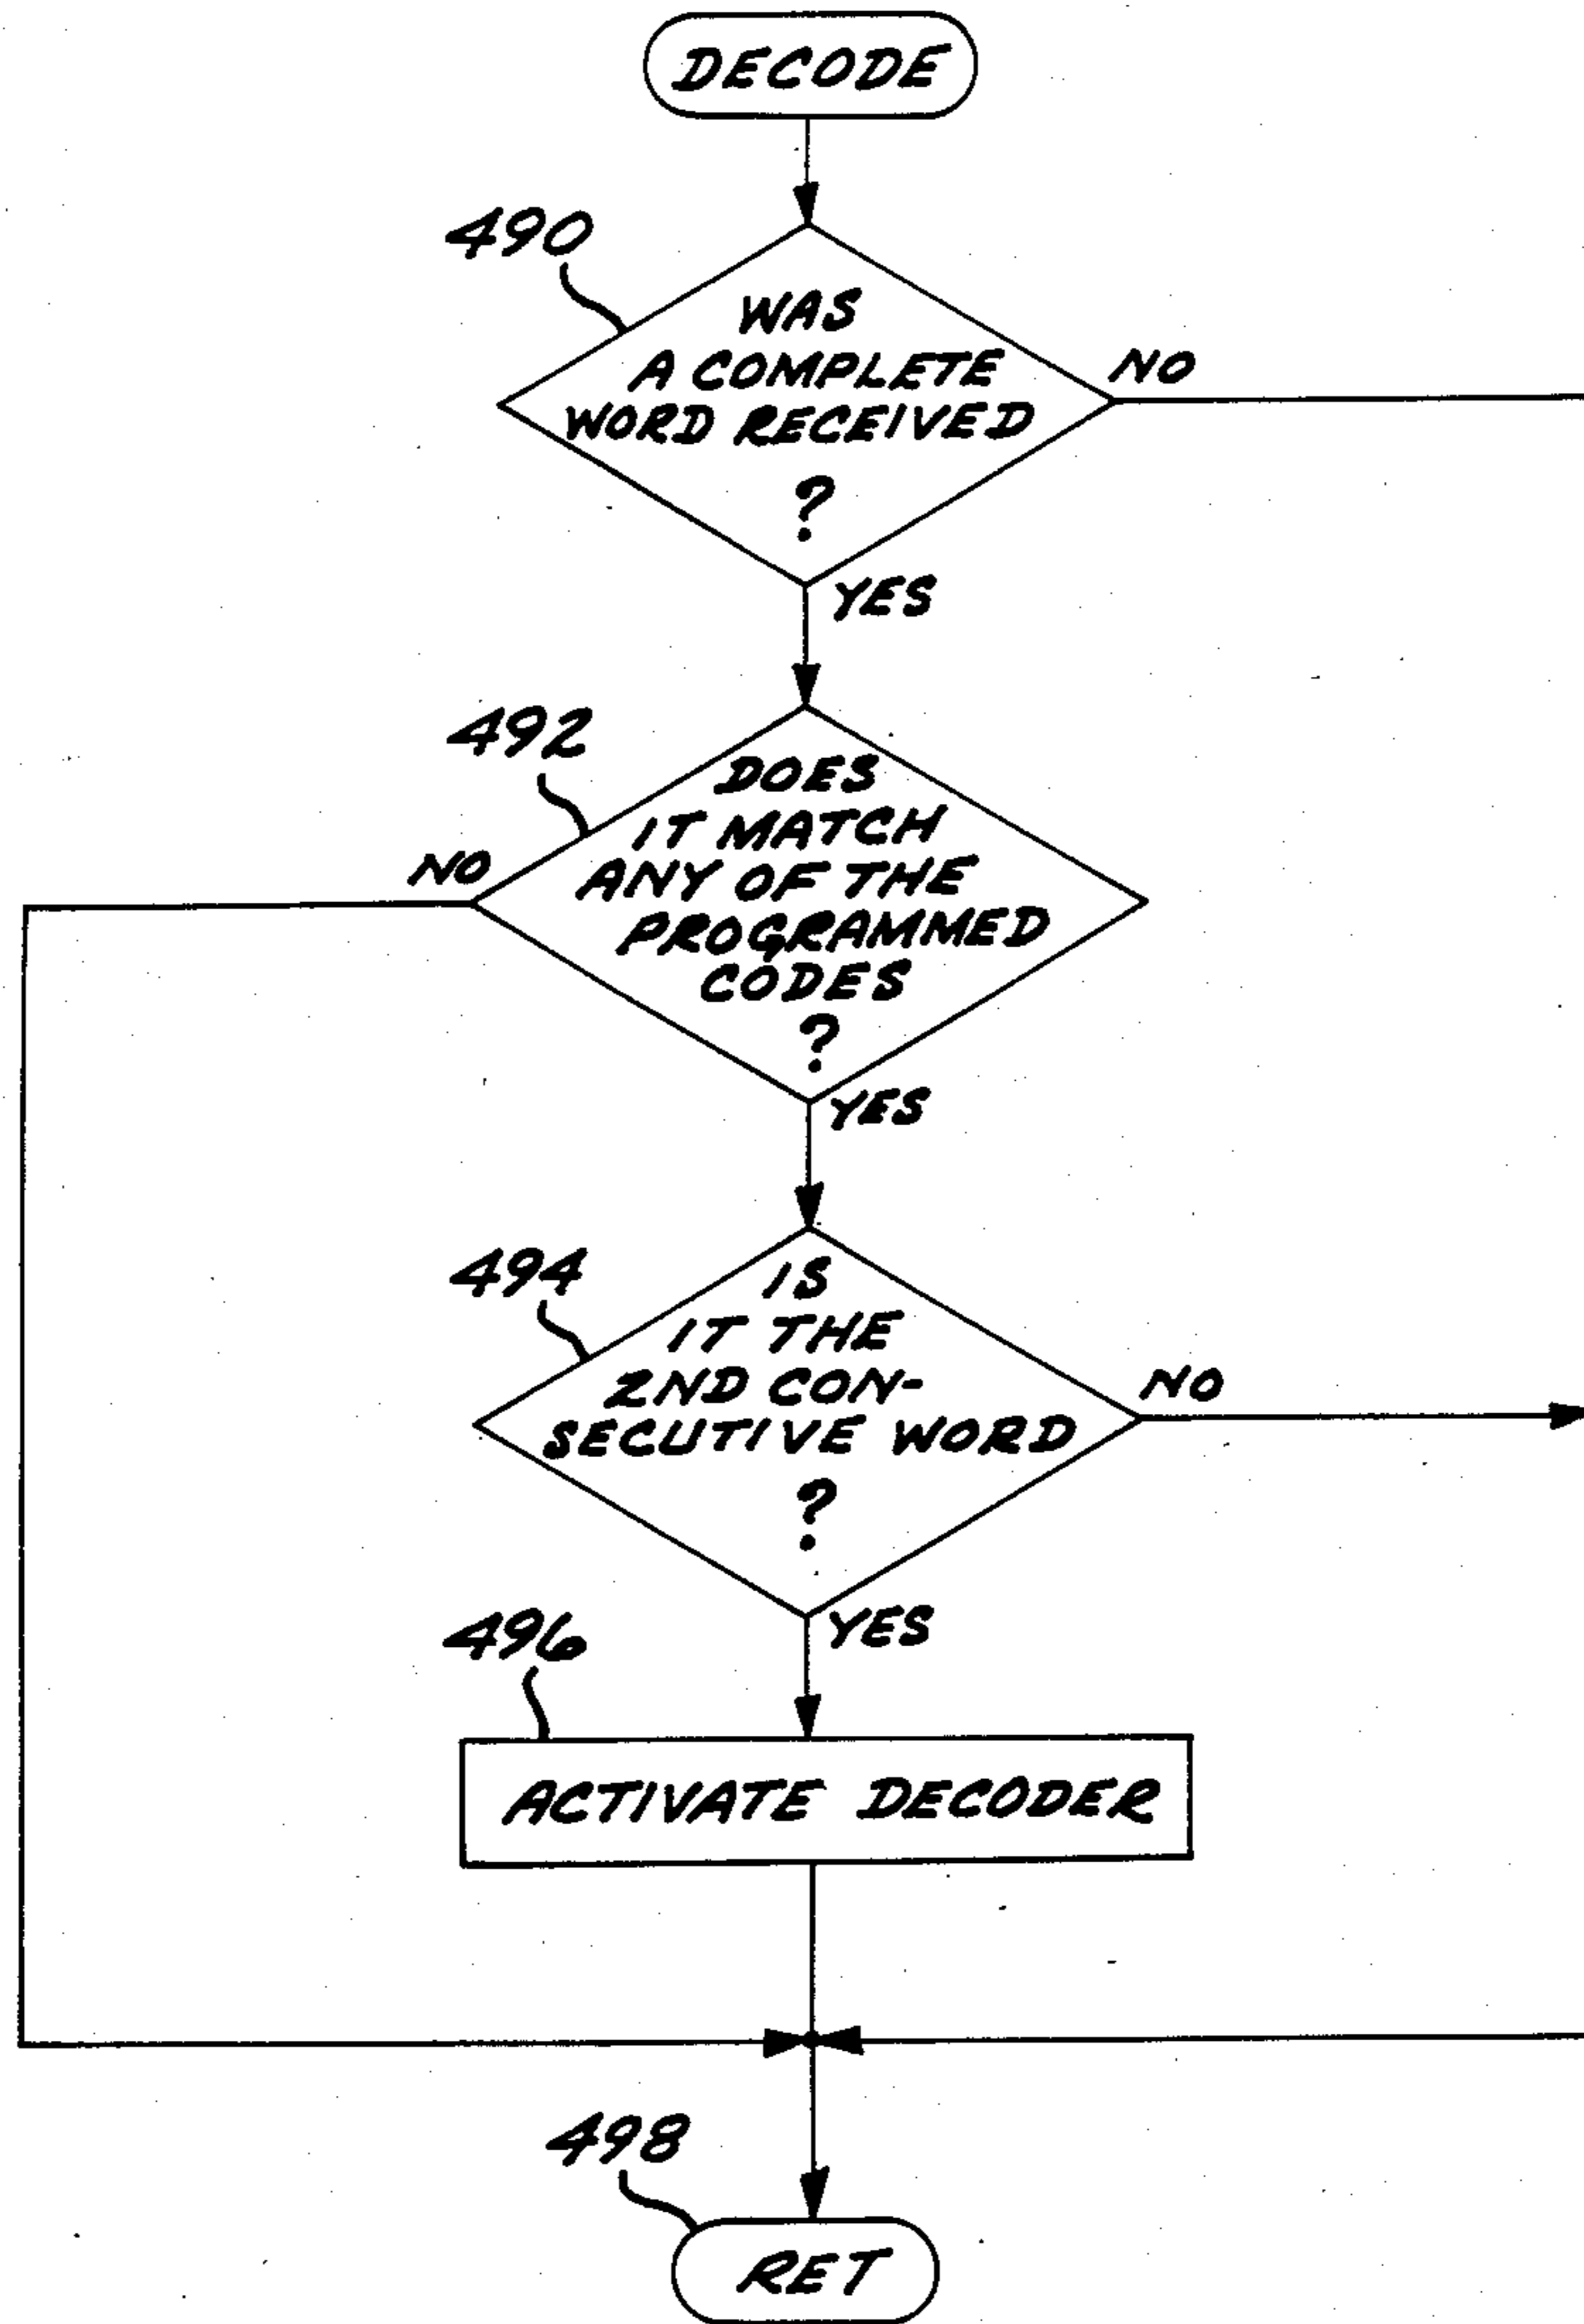 DECODE
490
WAS
A COMPLETE
WORD RECEIVED
?
NO
YES
492
DOES
IT MATCH
ANY OF THE
PROGRAMMED
CODES
?
NO
YES
494
IS
IT THE
2ND CON-
SECUTIVE WORD
?
NO
YES
496
ACTIVATE DECODER
498
RET